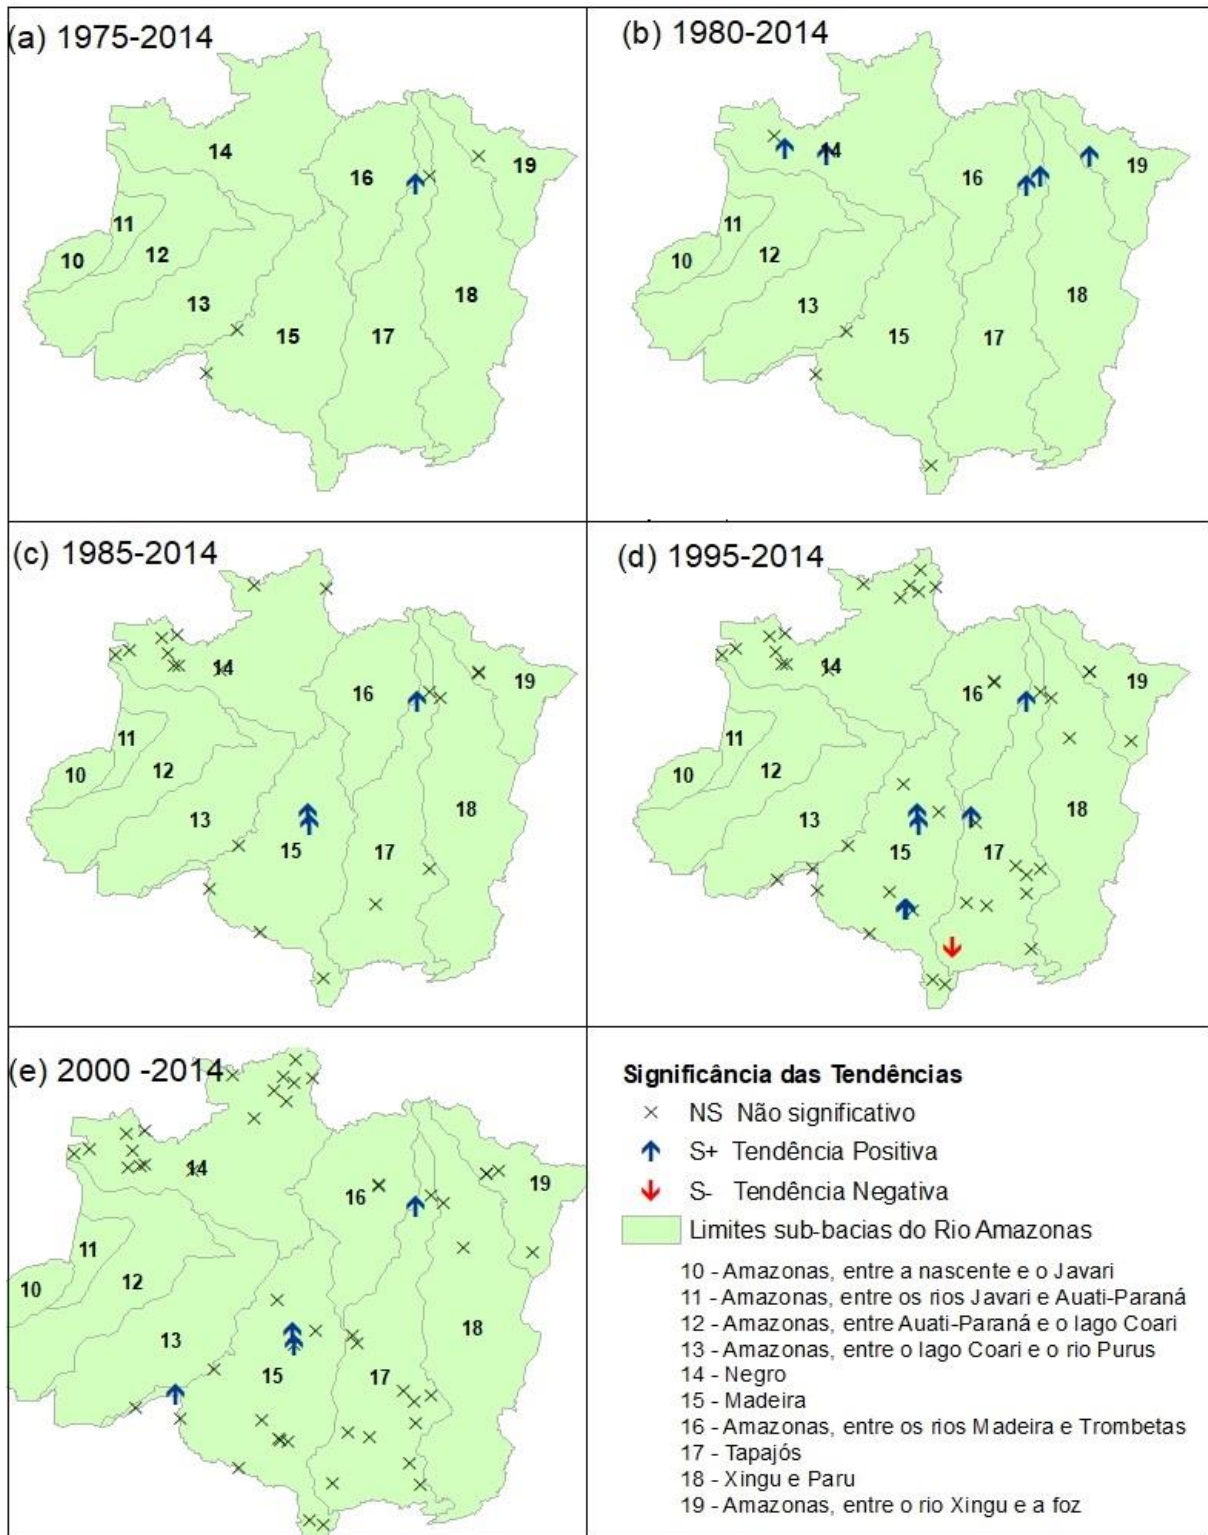 (a) 1975-2014
14
16
19
11
10
12
13
18
15
17
(b) 1980-2014
14
16
19
11
10
12
13
18
15
17
(c) 1985-2014
14
16
19
11
10
12
13
18
15
17
(d) 1995-2014
14
16
19
11
10
12
13
18
15
17
(e) 2000 -2014
14
16
19
11
10
12
13
18
15
17
Significância das Tendências
NS Não significativo
S+ Tendência Positiva
S- Tendência Negativa
Limites sub-bacias do Rio Amazonas
10 - Amazonas, entre a nascente e o Javari
11 - Amazonas, entre os rios Javari e Auati-Paraná
12 - Amazonas, entre Auati-Paraná e o lago Coari
13 - Amazonas, entre o lago Coari e o rio Purus
14 - Negro
15 - Madeira
16 - Amazonas, entre os rios Madeira e Trombetas
17 - Tapajós
18 - Xingu e Paru
19 - Amazonas, entre o rio Xingu e a foz